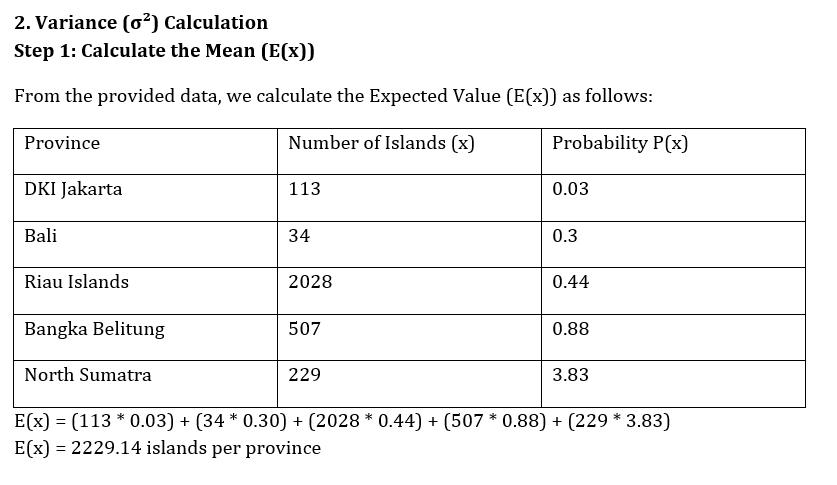 2. Variance (σ²) Calculation
Step 1: Calculate the Mean (E(x))
From the provided data, we calculate the Expected Value (E(x)) as follows:
Province Number of Islands (x) Probability P(x)
DKI Jakarta 113 0.03
Bali 34 0.3
Riau Islands 2028 0.44
Bangka Belitung 507 0.88
North Sumatra 229 3.83
E(x) = (113 * 0.03) + (34 * 0.30) + (2028 * 0.44) + (507 * 0.88) + (229 * 3.83)
E(x) = 2229.14 islands per province